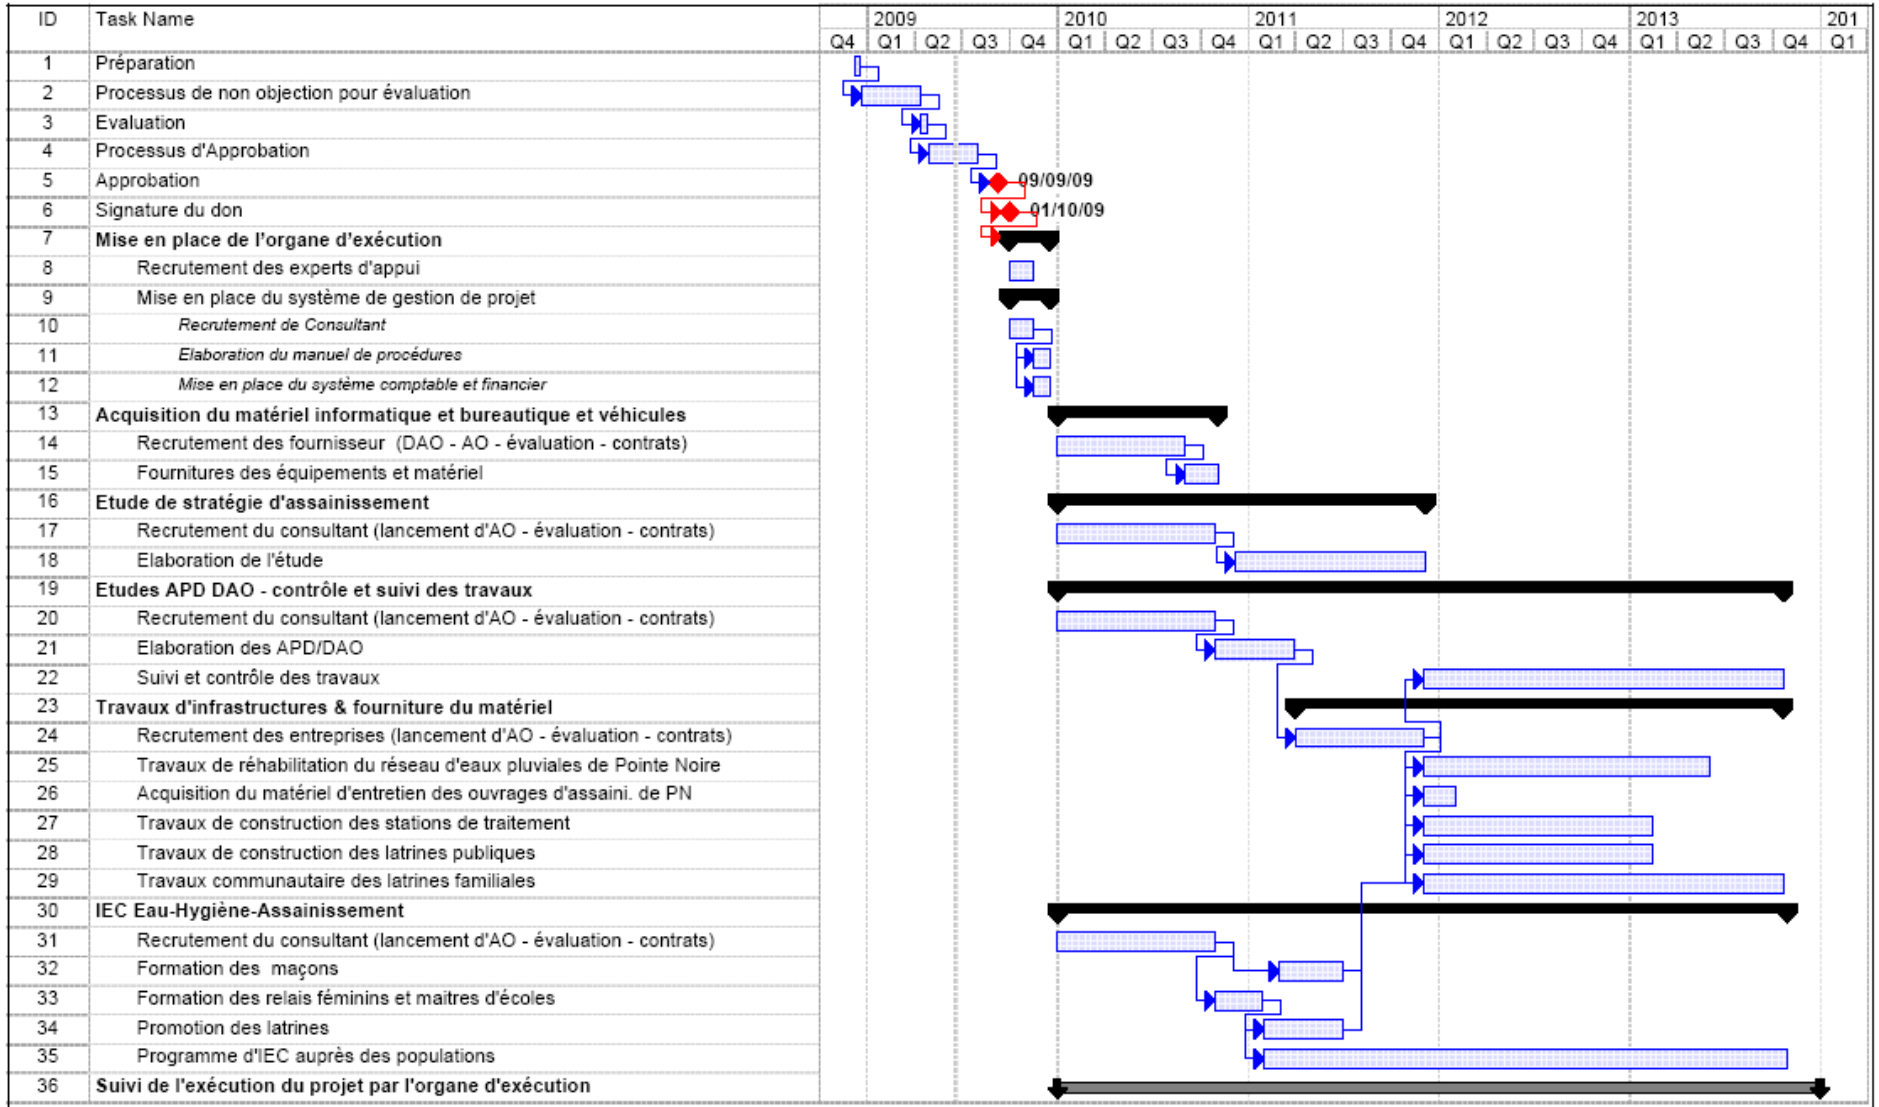 ID Task Name 2009 2010 2011 2012 2013 201
Q4 Q1 Q2 Q3 Q4 Q1 Q2 Q3 Q4 Q1 Q2 Q3 Q4 Q1 Q2 Q3 Q4 Q1 Q2 Q3 Q4 Q1
1 Préparation
2 Processus de non objection pour évaluation
3 Evaluation
4 Processus d'Approbation
5 Approbation 09/09/09
6 Signature du don 01/10/09
7 Mise en place de l'organe d'exécution
8 Recrutement des experts d'appui
9 Mise en place du système de gestion de projet
10 Recrutement de Consultant
11 Elaboration du manuel de procédures
12 Mise en place du système comptable et financier
13 Acquisition du matériel informatique et bureautique et véhicules
14 Recrutement des fournisseur (DAO - AO - évaluation - contrats)
15 Fournitures des équipements et matériel
16 Etude de stratégie d'assainissement
17 Recrutement du consultant (lancement d'AO - évaluation - contrats)
18 Elaboration de l'étude
19 Etudes APD DAO - contrôle et suivi des travaux
20 Recrutement du consultant (lancement d'AO - évaluation - contrats)
21 Elaboration des APD/DAO
22 Suivi et contrôle des travaux
23 Travaux d'infrastructures & fourniture du matériel
24 Recrutement des entreprises (lancement d'AO - évaluation - contrats)
25 Travaux de réhabilitation du réseau d'eaux pluviales de Pointe Noire
26 Acquisition du matériel d'entretien des ouvrages d'assaini. de PN
27 Travaux de construction des stations de traitement
28 Travaux de construction des latrines publiques
29 Travaux communautaire des latrines familiales
30 IEC Eau-Hygiène-Assainissement
31 Recrutement du consultant (lancement d'AO - évaluation - contrats)
32 Formation des maçons
33 Formation des relais féminins et maitres d'écoles
34 Promotion des latrines
35 Programme d'IEC auprès des populations
36 Suivi de l'exécution du projet par l'organe d'exécution